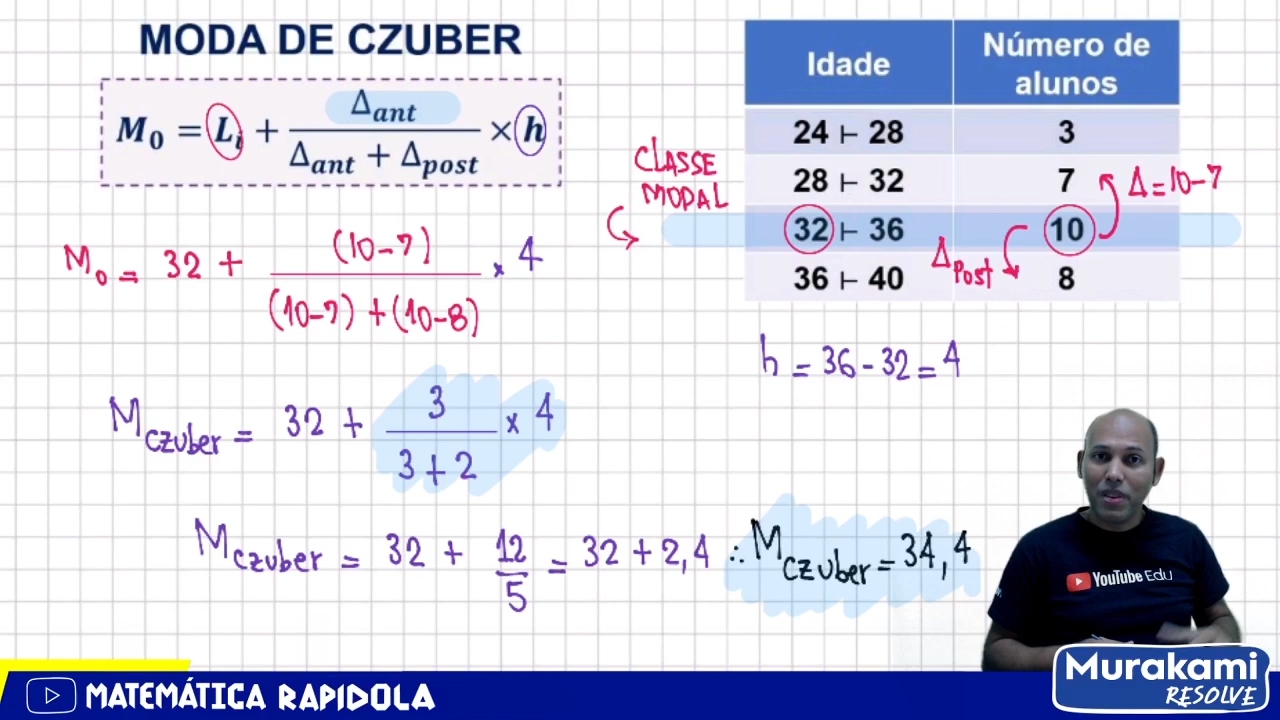 MODA DE CZUBER
M₀ = Lᵢ + Δant / (Δant + Δpost) × h
Idade | Número de alunos
24 ⊢ 28 | 3
28 ⊢ 32 | 7
32 ⊢ 36 | 10
36 ⊢ 40 | 8
CLASSE
MODAL
Δ = 10-7
Δpost
M₀ = 32 + (10-7) / ((10-7) + (10-8)) × 4
h = 36 - 32 = 4
Mczuber = 32 + 3 / (3 + 2) × 4
Mczuber = 32 + 12/5 = 32 + 2,4 ∴ Mczuber = 34,4
YouTube Edu
MATEMÁTICA RAPIDOLA
Murakami
RESOLVE